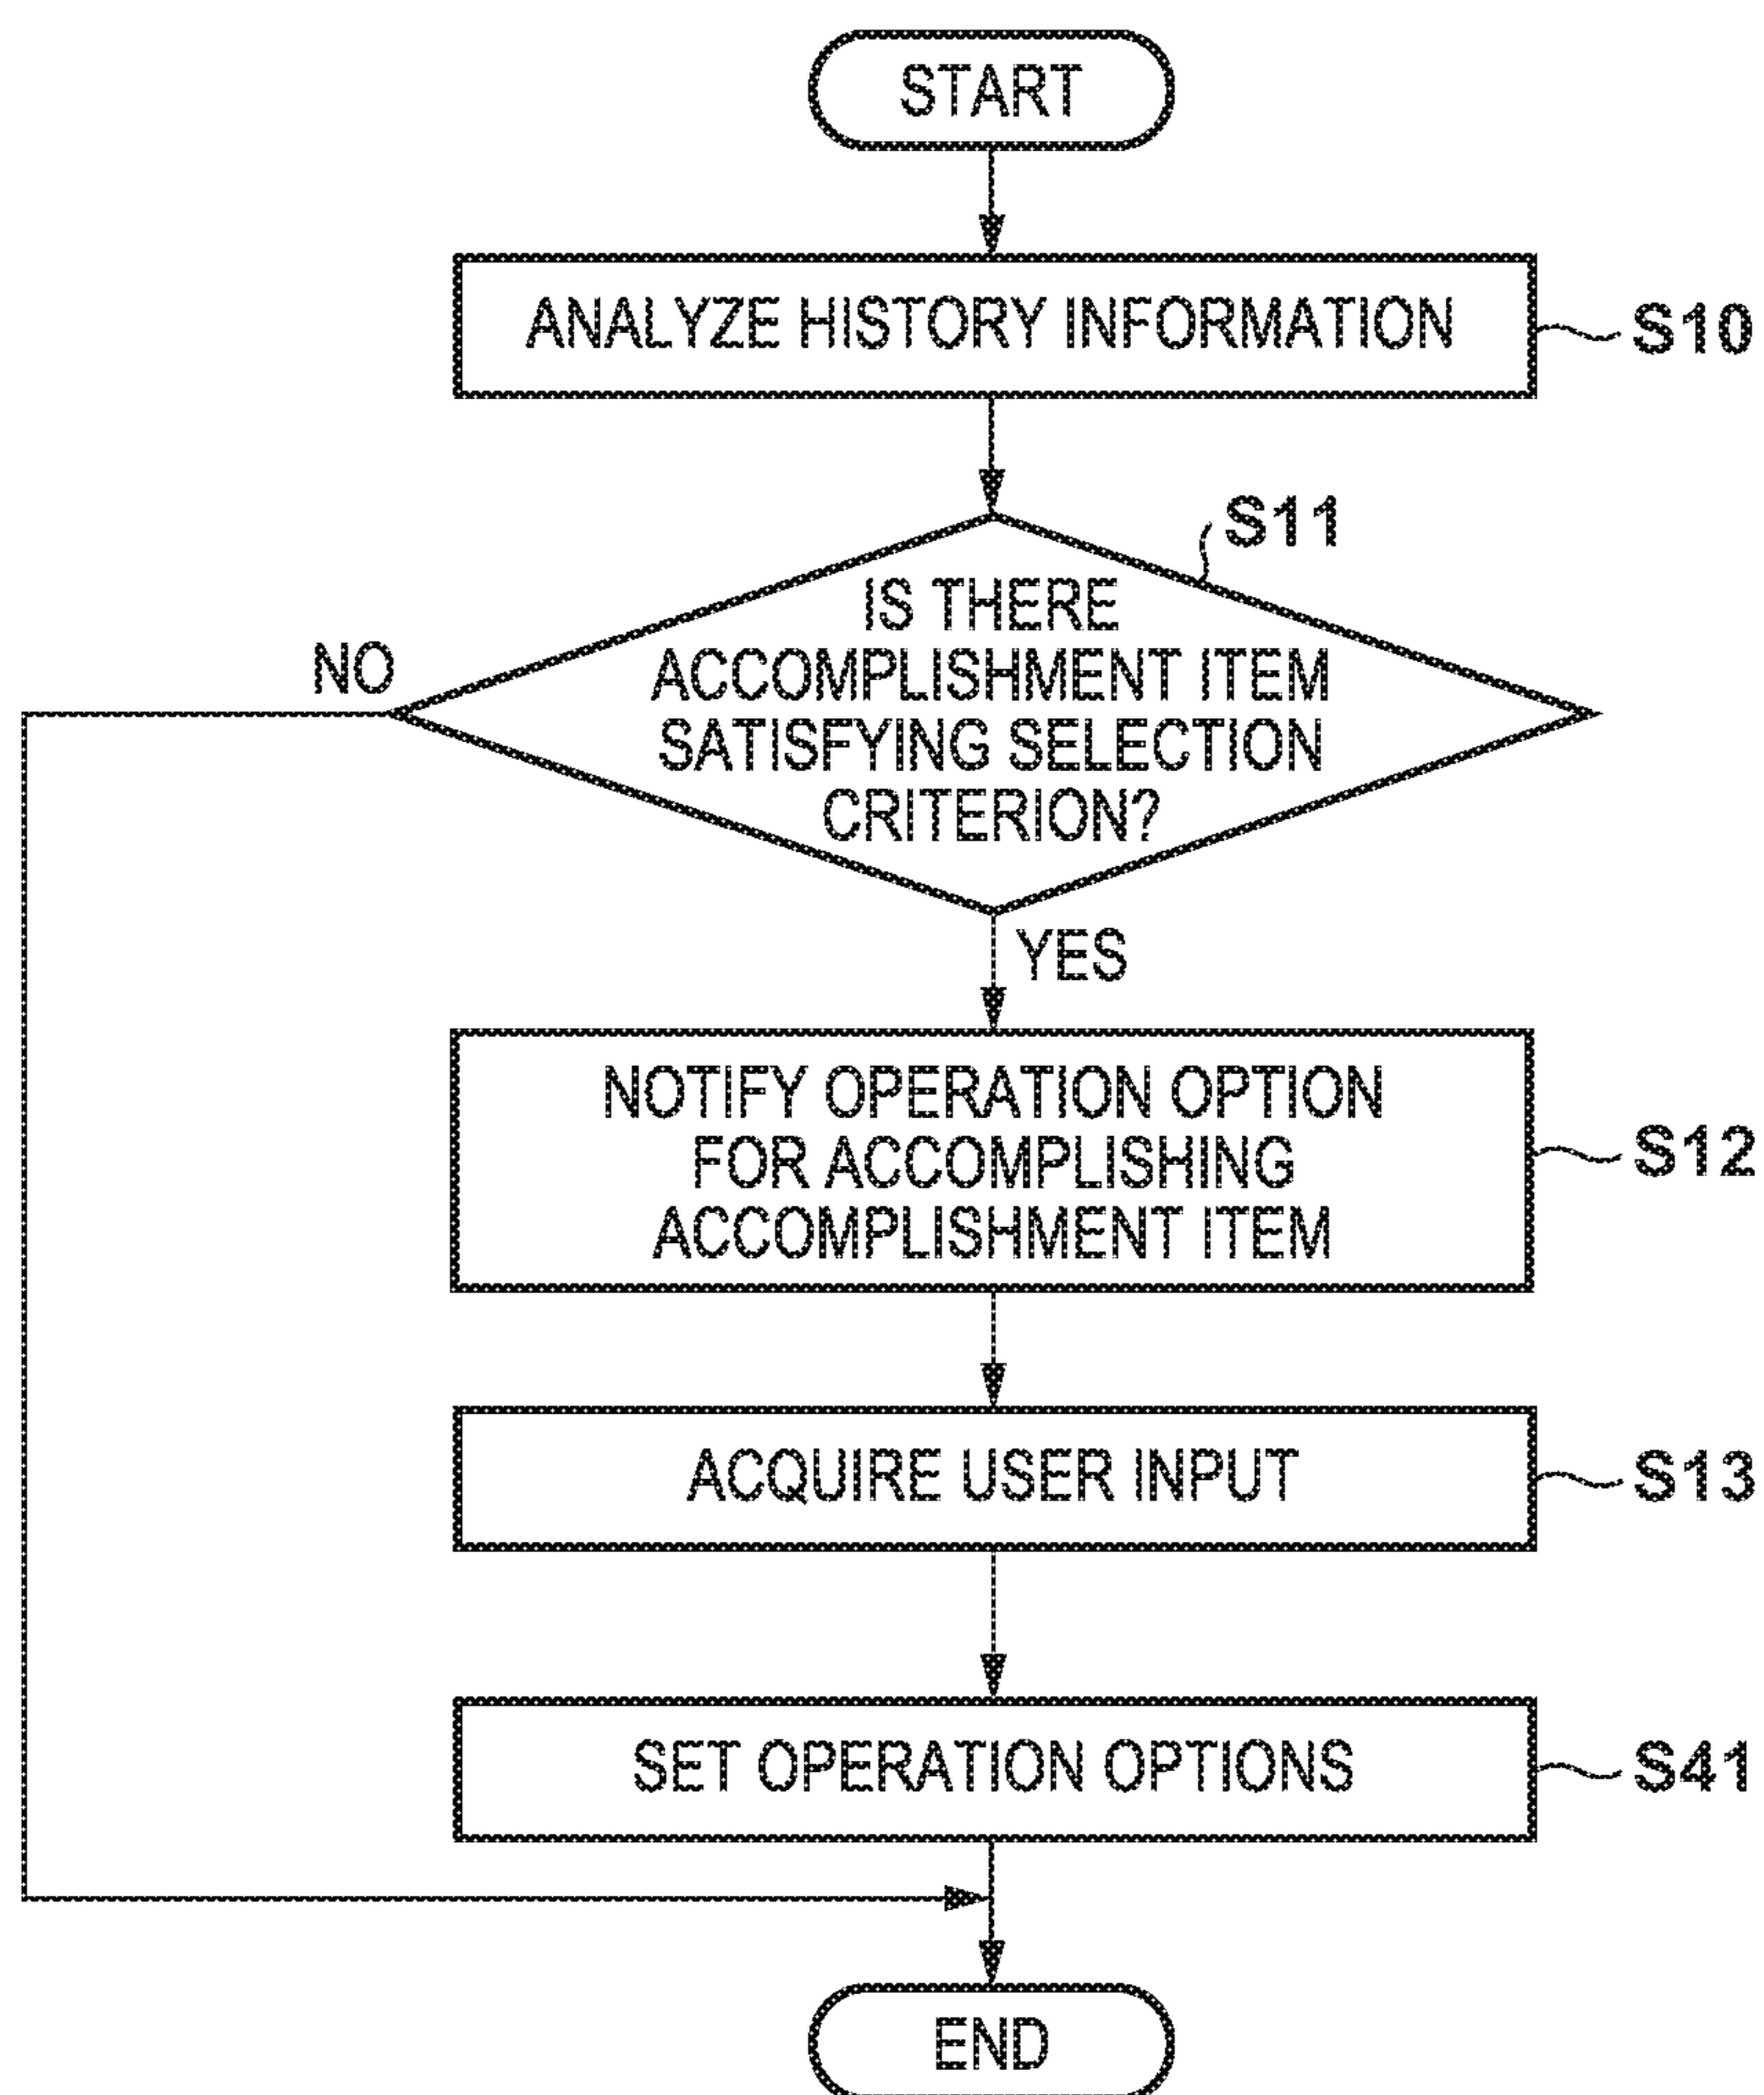 START
ANALYZE HISTORY INFORMATION
S10
S11
IS THERE
ACCOMPLISHMENT ITEM
SATISFYING SELECTION
CRITERION?
NO
YES
NOTIFY OPERATION OPTION
FOR ACCOMPLISHING
ACCOMPLISHMENT ITEM
S12
ACQUIRE USER INPUT
S13
SET OPERATION OPTIONS
S41
END